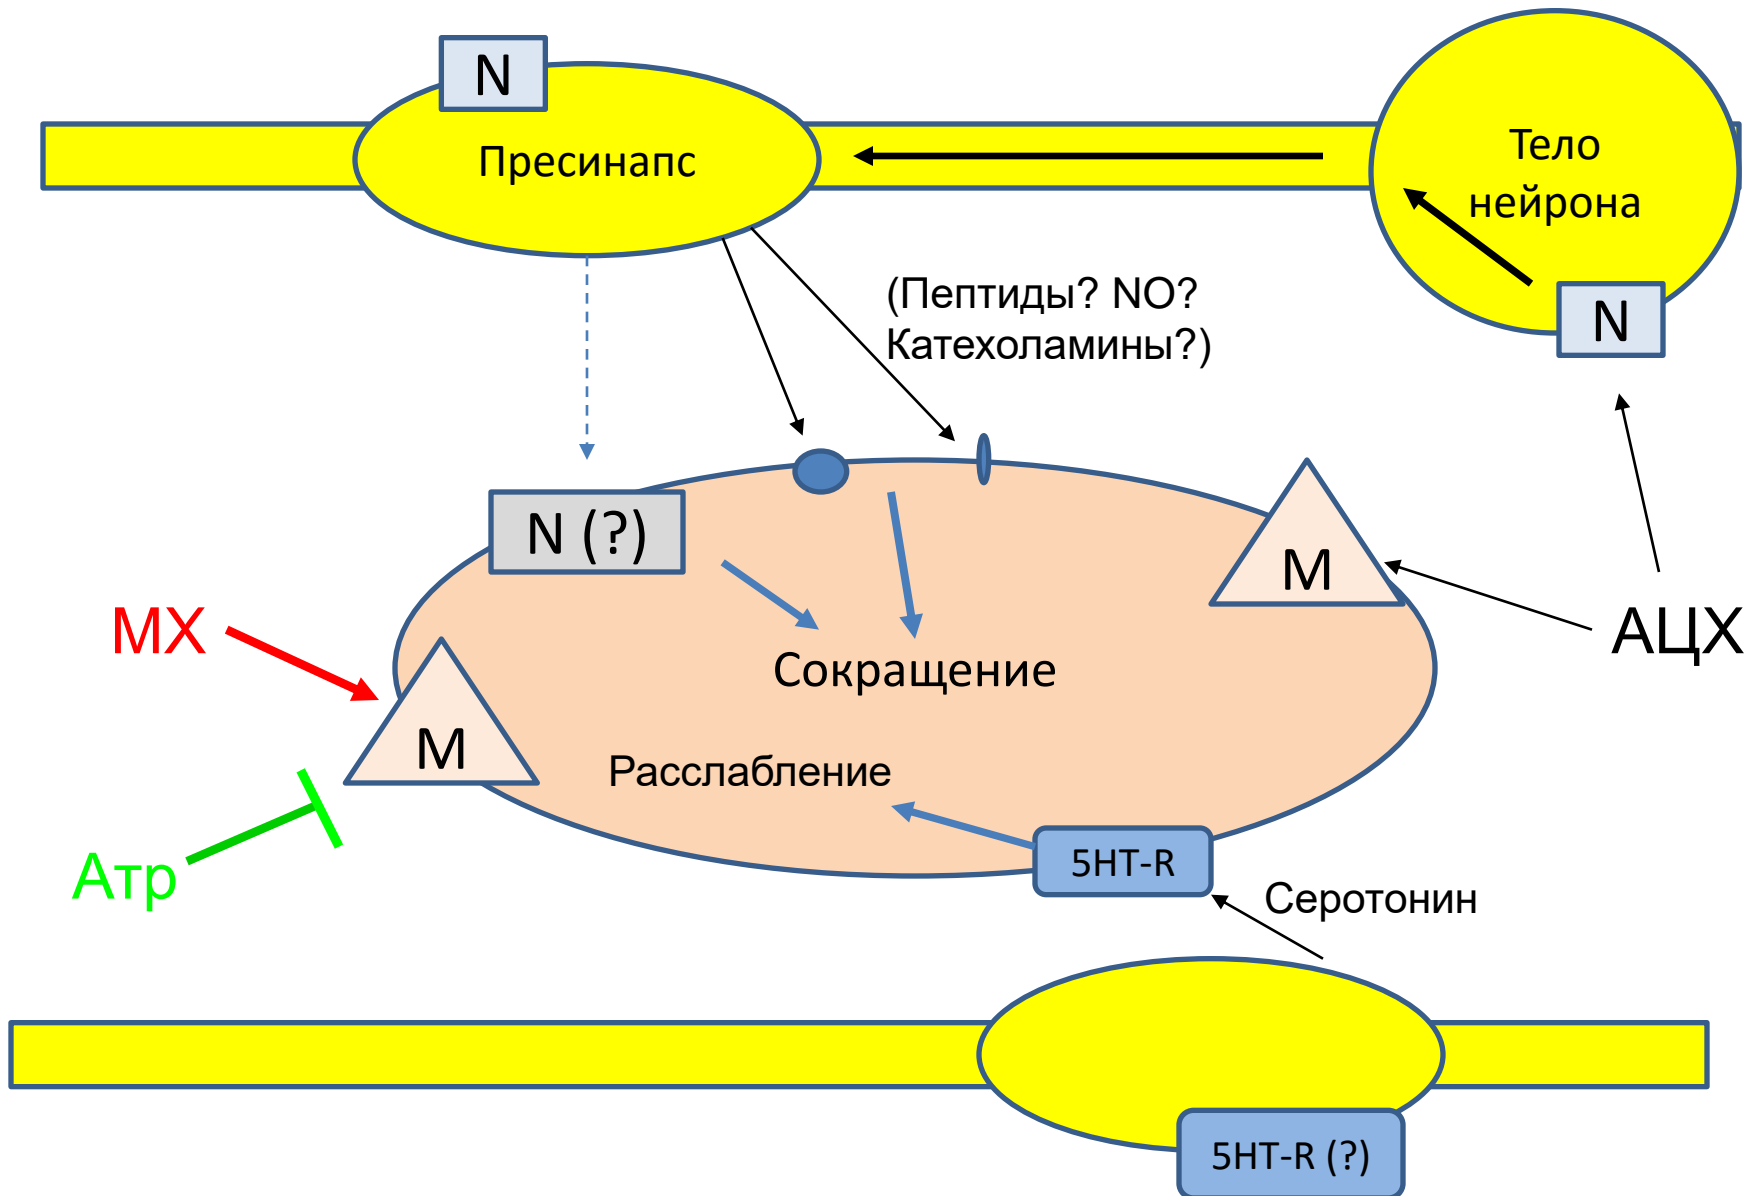 N
Пресинапс
Тело
нейрона
(Пептиды? NO?
Катехоламины?)
N
N (?)
M
МХ
АЦХ
Сокращение
M
Расслабление
Атр
5HT-R
Серотонин
5HT-R (?)